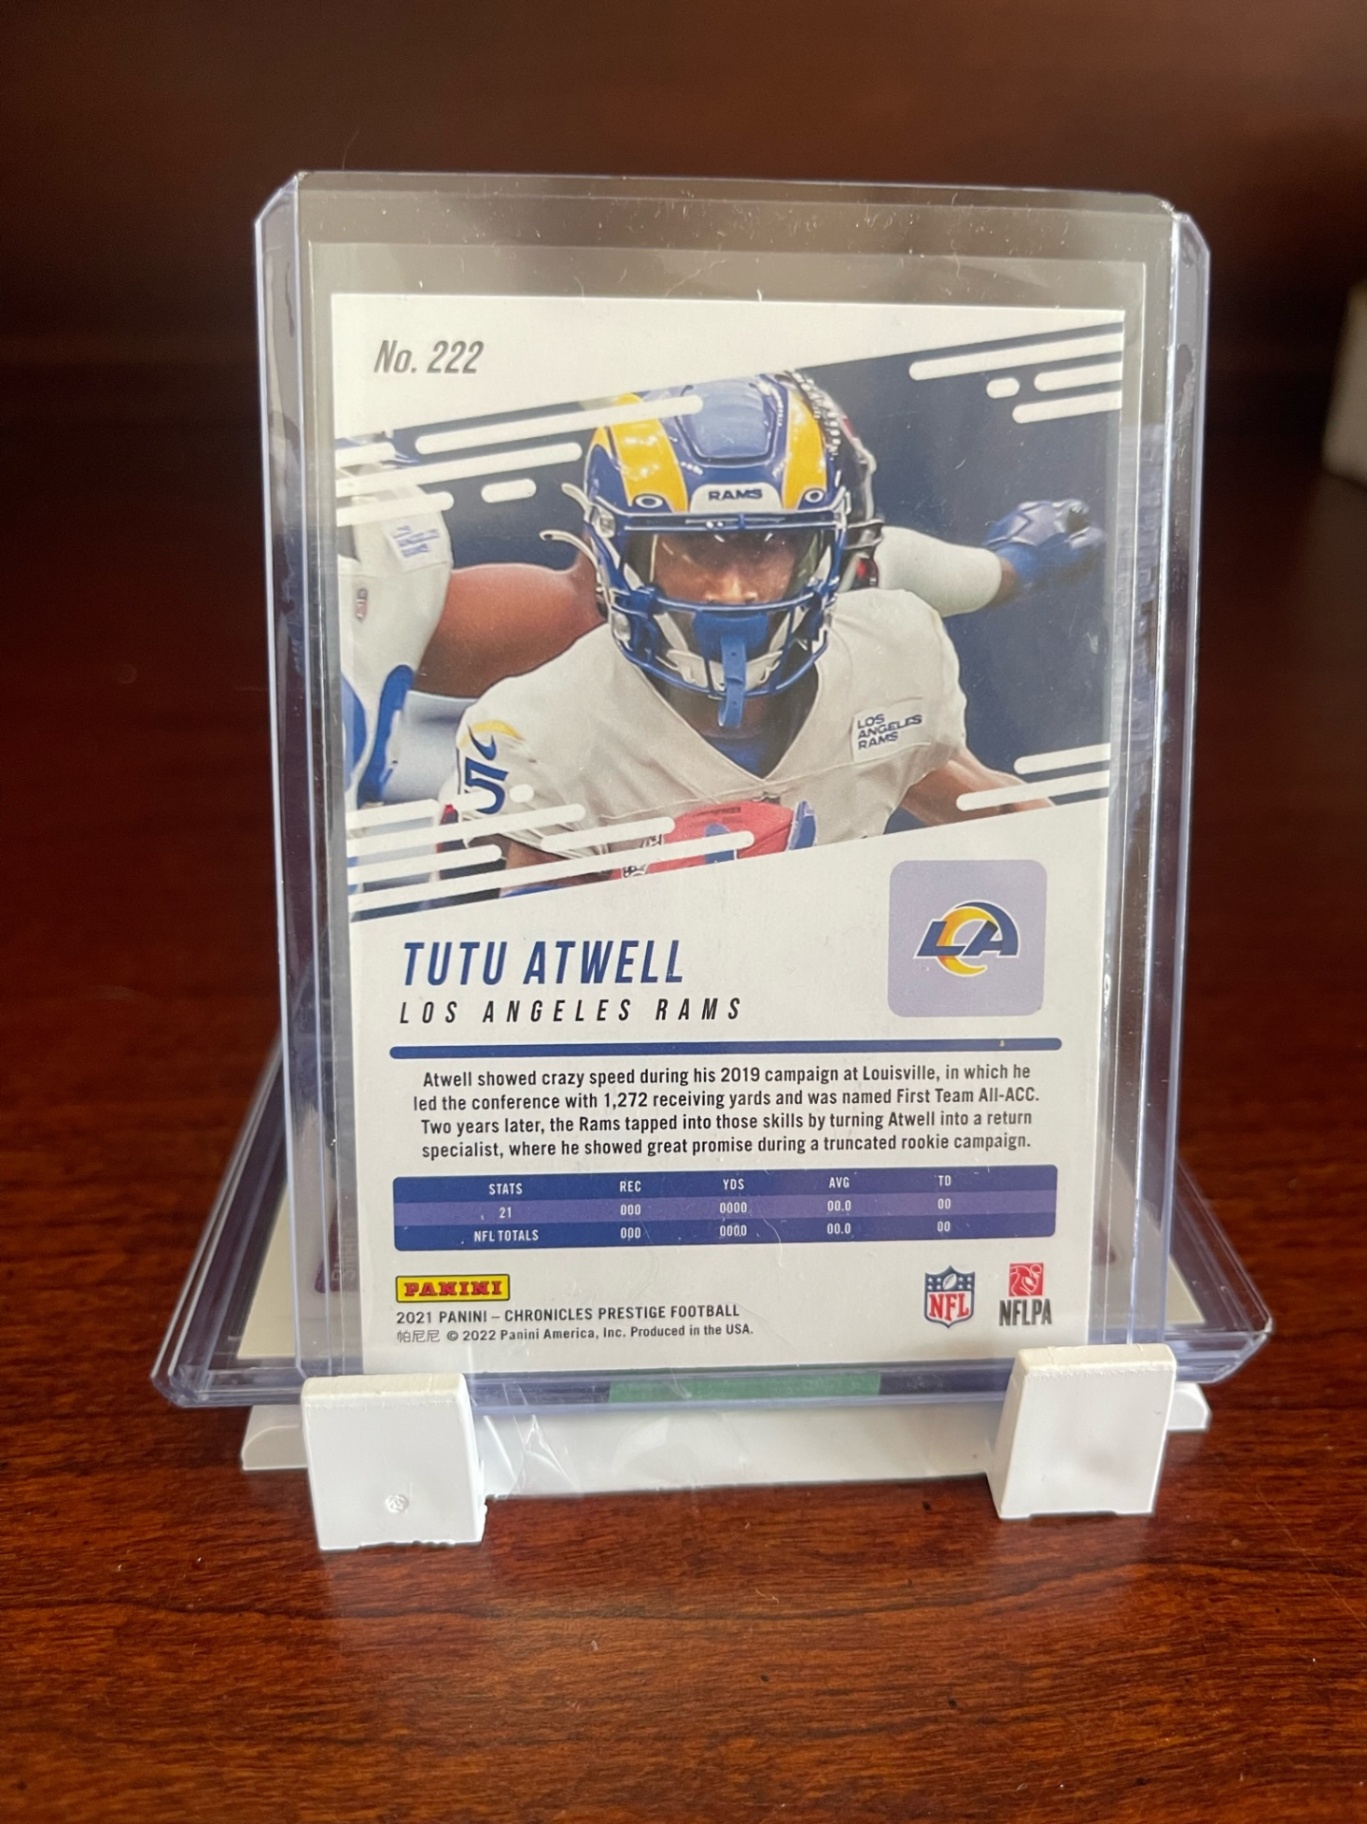 No. 222
RAMS
LOS
ANGELES
RAMS
5
LA
TUTU ATWELL
LOS ANGELES RAMS
Atwell showed crazy speed during his 2019 campaign at Louisville, in which he
led the conference with 1,272 receiving yards and was named First Team All-ACC.
Two years later, the Rams tapped into those skills by turning Atwell into a return
specialist, where he showed great promise during a truncated rookie campaign.
STATS REC YDS AVG TD
21 000 0000 00.0 00
NFL TOTALS 000 0000 00.0 00
PANINI
2021 PANINI – CHRONICLES PRESTIGE FOOTBALL
帕尼尼 © 2022 Panini America, Inc. Produced in the USA.
NFL
NFLPA